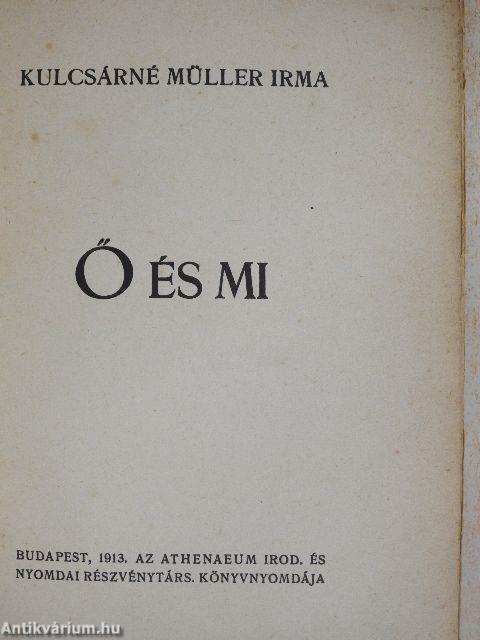 KULCSÁRNÉ MÜLLER IRMA
Ő ÉS MI
BUDAPEST, 1913. AZ ATHENAEUM IROD. ÉS
NYOMDAI RÉSZVÉNYTÁRS. KÖNYVNYOMDÁJA
Antikvárium.hu